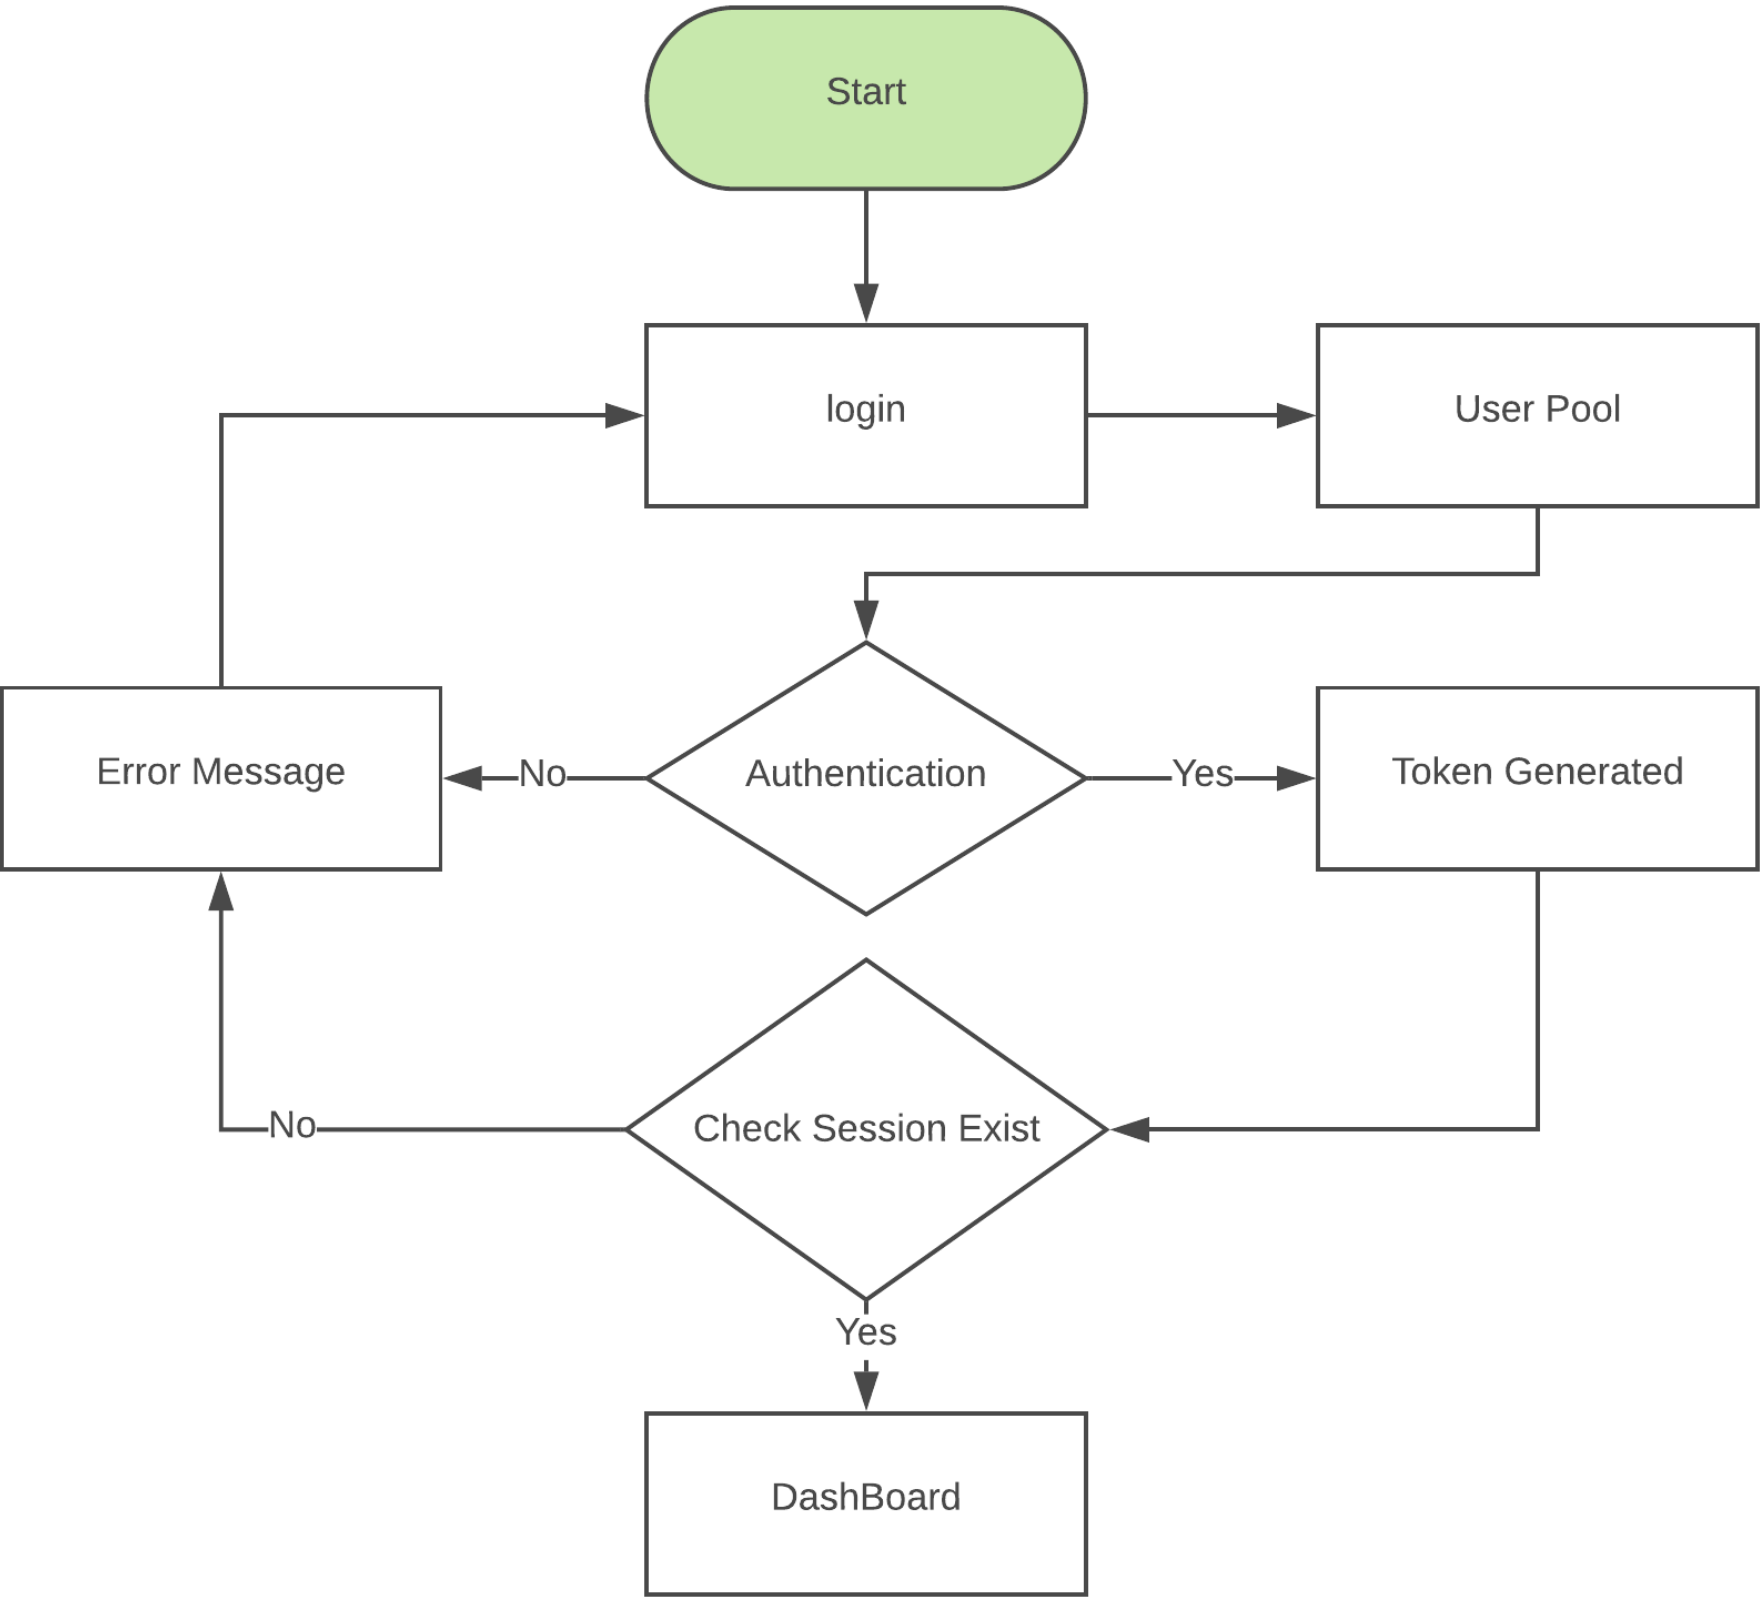 Start
login
User Pool
Error Message
No
Authentication
Yes
Token Generated
No
Check Session Exist
Yes
DashBoard